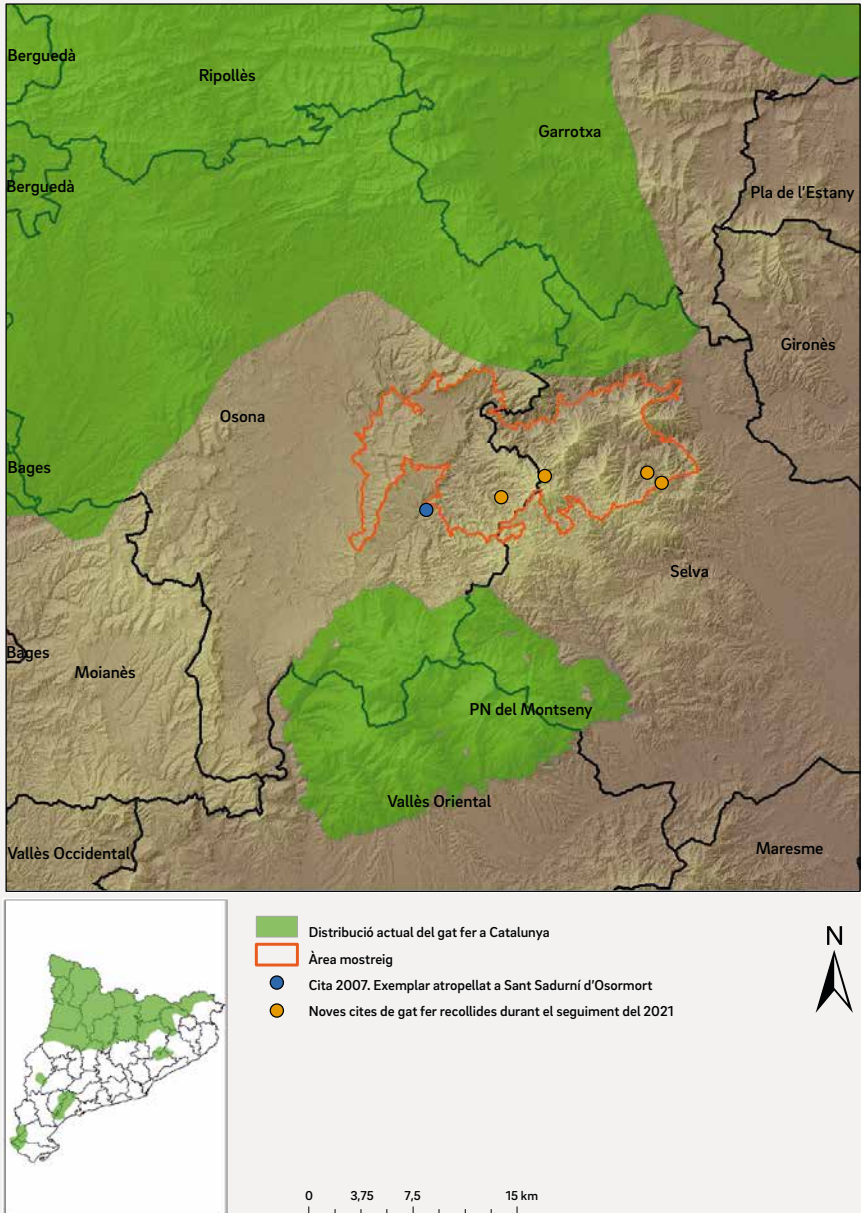 Berguedà
Ripollès
Garrotxa
Berguedà
Pla de l'Estany
Gironès
Osona
Bages
Selva
Bages
Moianès
PN del Montseny
Vallès Oriental
Vallès Occidental
Maresme
Distribució actual del gat fer a Catalunya
Àrea mostreig
Cita 2007. Exemplar atropellat a Sant Sadurní d'Osormort
Noves cites de gat fer recollides durant el seguiment del 2021
N
0 3,75 7,5 15 km